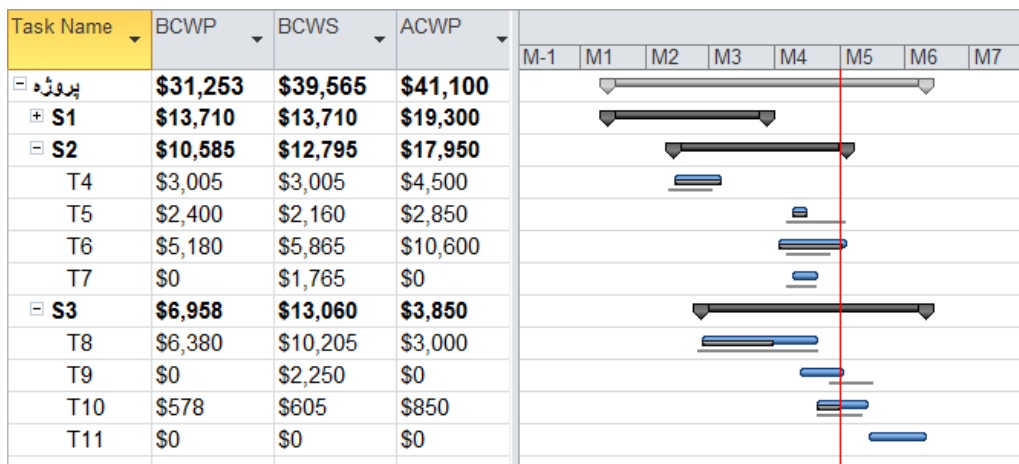 Task Name BCWP BCWS ACWP
M-1 M1 M2 M3 M4 M5 M6 M7
پروژه $31,253 $39,565 $41,100
S1 $13,710 $13,710 $19,300
S2 $10,585 $12,795 $17,950
T4 $3,005 $3,005 $4,500
T5 $2,400 $2,160 $2,850
T6 $5,180 $5,865 $10,600
T7 $0 $1,765 $0
S3 $6,958 $13,060 $3,850
T8 $6,380 $10,205 $3,000
T9 $0 $2,250 $0
T10 $578 $605 $850
T11 $0 $0 $0